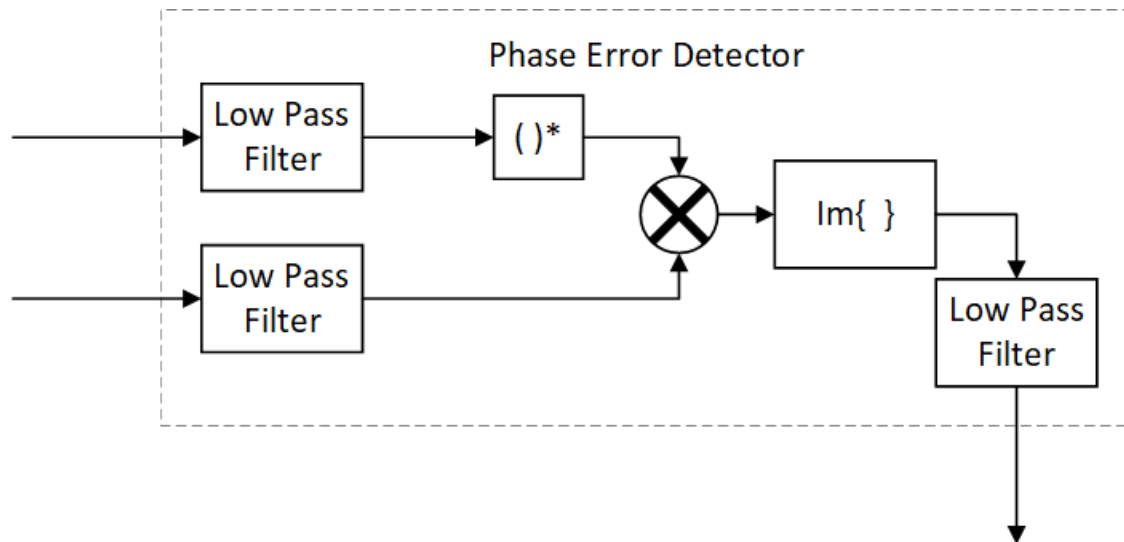 Phase Error Detector
Low Pass
Filter
( )*
Im{  }
Low Pass
Filter
Low Pass
Filter